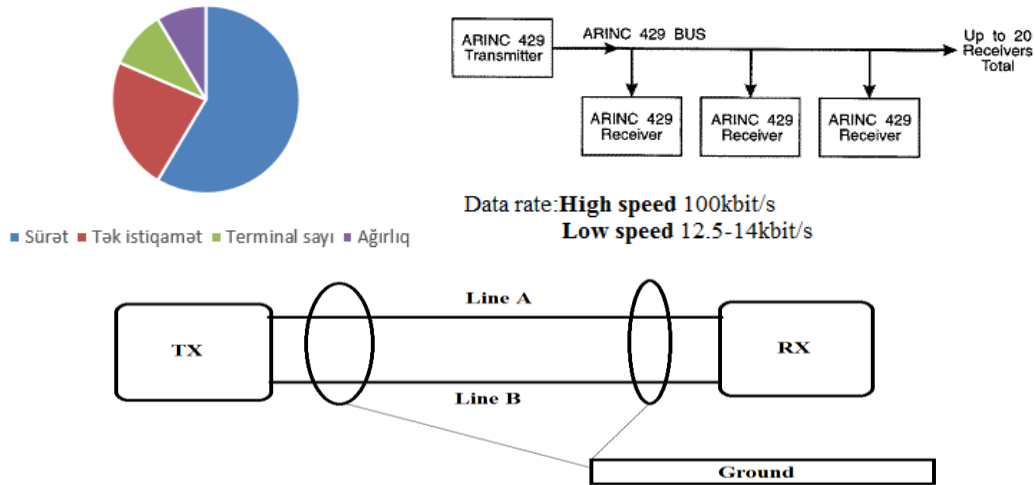 Sürət Tək istiqamət Terminal sayı Ağırlıq
ARINC 429
Transmitter
ARINC 429 BUS
Up to 20
Receivers
Total
ARINC 429
Receiver
ARINC 429
Receiver
ARINC 429
Receiver
Data rate:High speed 100kbit/s
Low speed 12.5-14kbit/s
TX
Line A
Line B
RX
Ground